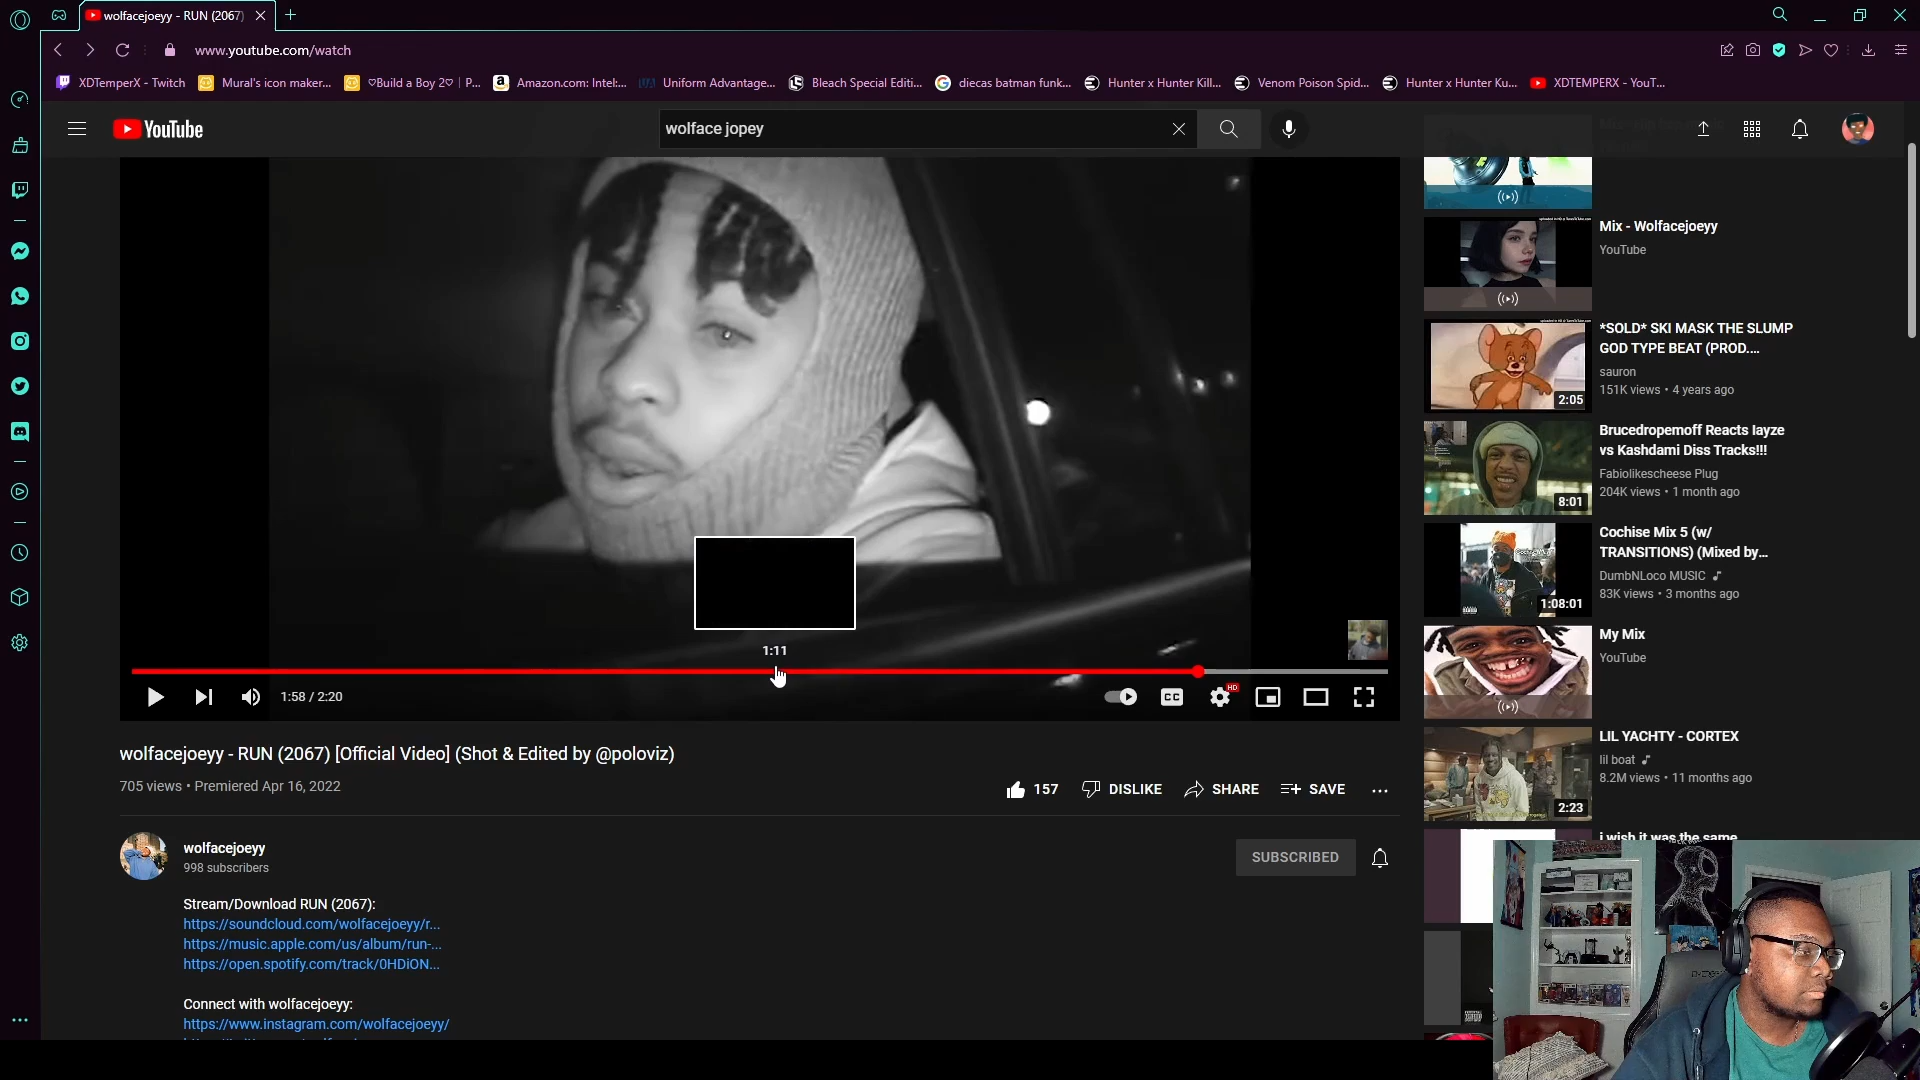 wolfacejoeyy - RUN (2067)
www.youtube.com/watch
XDTemperX - Twitch
Mural's icon maker...
♡Build a Boy 2♡ | P...
Amazon.com: Intel:...
Uniform Advantage...
Bleach Special Editi...
diecas batman funk...
Hunter x Hunter Kill...
Venom Poison Spid...
Hunter x Hunter Ku...
XDTEMPERX - YouT...
YouTube
wolface jopey
Mix - Wolfacejoeyy
YouTube
*SOLD* SKI MASK THE SLUMP
GOD TYPE BEAT (PROD....
sauron
151K views • 4 years ago
2:05
Brucedropemoff Reacts Iayze
vs Kashdami Diss Tracks!!!
Fabiolikescheese Plug
204K views • 1 month ago
8:01
Cochise Mix 5 (w/
TRANSITIONS) (Mixed by...
DumbNLoco MUSIC
83K views • 3 months ago
1:08:01
My Mix
YouTube
LIL YACHTY - CORTEX
lil boat
8.2M views • 11 months ago
2:23
i wish it was the same
1:11
1:58 / 2:20
CC
HD
wolfacejoeyy - RUN (2067) [Official Video] (Shot & Edited by @poloviz)
705 views • Premiered Apr 16, 2022
157
DISLIKE
SHARE
SAVE
wolfacejoeyy
998 subscribers
SUBSCRIBED
Stream/Download RUN (2067):
https://soundcloud.com/wolfacejoeyy/r...
https://music.apple.com/us/album/run-...
https://open.spotify.com/track/0HDiON...
Connect with wolfacejoeyy:
https://www.instagram.com/wolfacejoeyy/